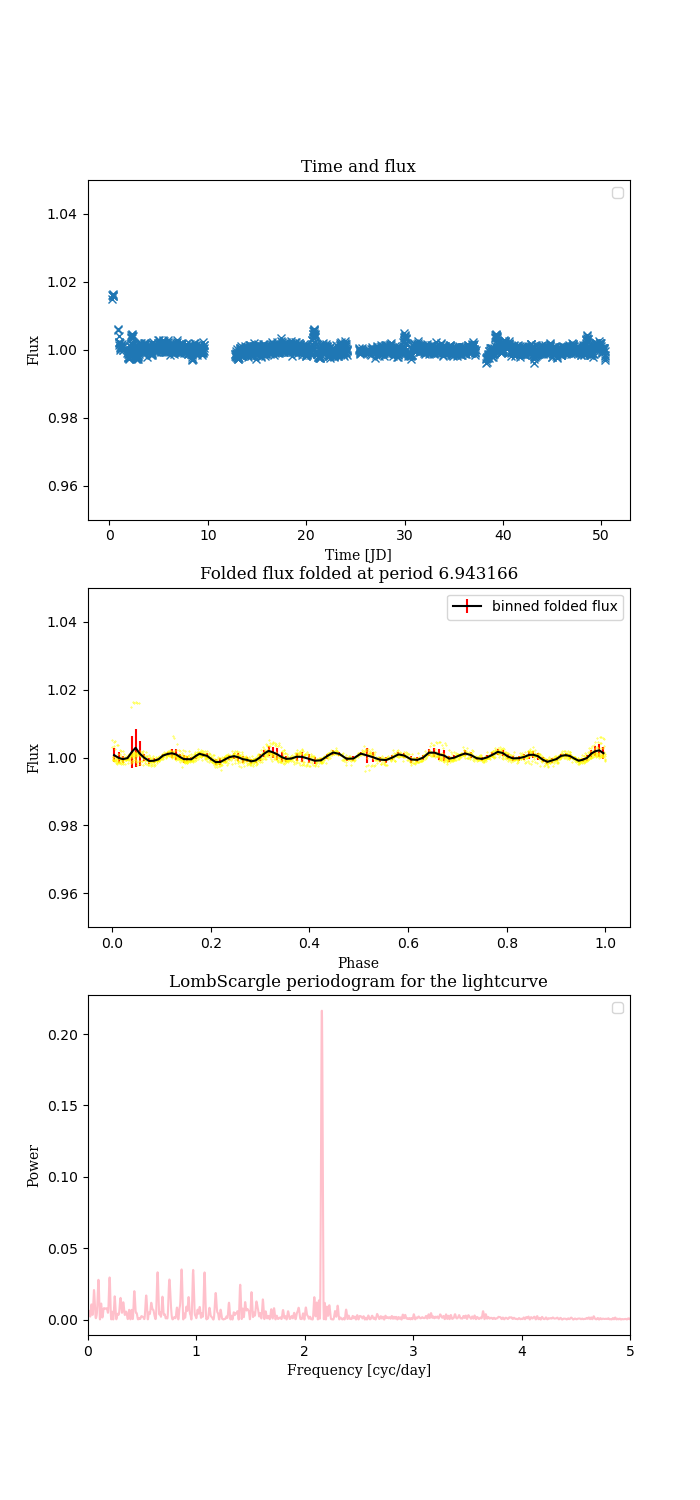 Time and flux
1.04
1.02
1.00
0.98
0.96
Flux
0 10 20 30 40 50
Time [JD]
Folded flux folded at period 6.943166
binned folded flux
1.04
1.02
1.00
0.98
0.96
Flux
0.0 0.2 0.4 0.6 0.8 1.0
Phase
LombScargle periodogram for the lightcurve
0.20
0.15
0.10
0.05
0.00
Power
0 1 2 3 4 5
Frequency [cyc/day]